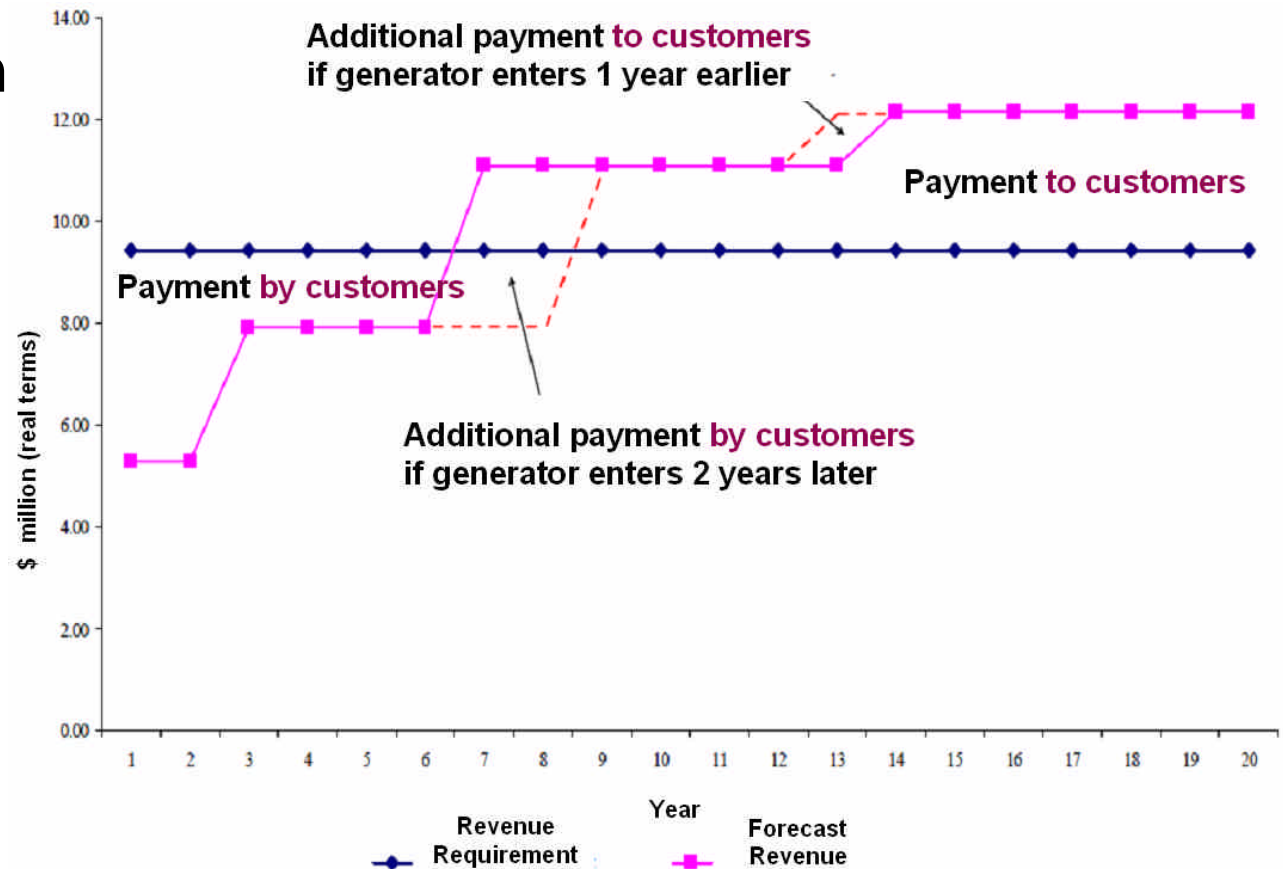 14.00
12.00
10.00
8.00
6.00
4.00
2.00
0.00
$ million (real terms)
Additional payment to customers
if generator enters 1 year earlier
Payment to customers
Payment by customers
Additional payment by customers
if generator enters 2 years later
1 2 3 4 5 6 7 8 9 10 11 12 13 14 15 16 17 18 19 20
Year
Revenue
Requirement
Forecast
Revenue